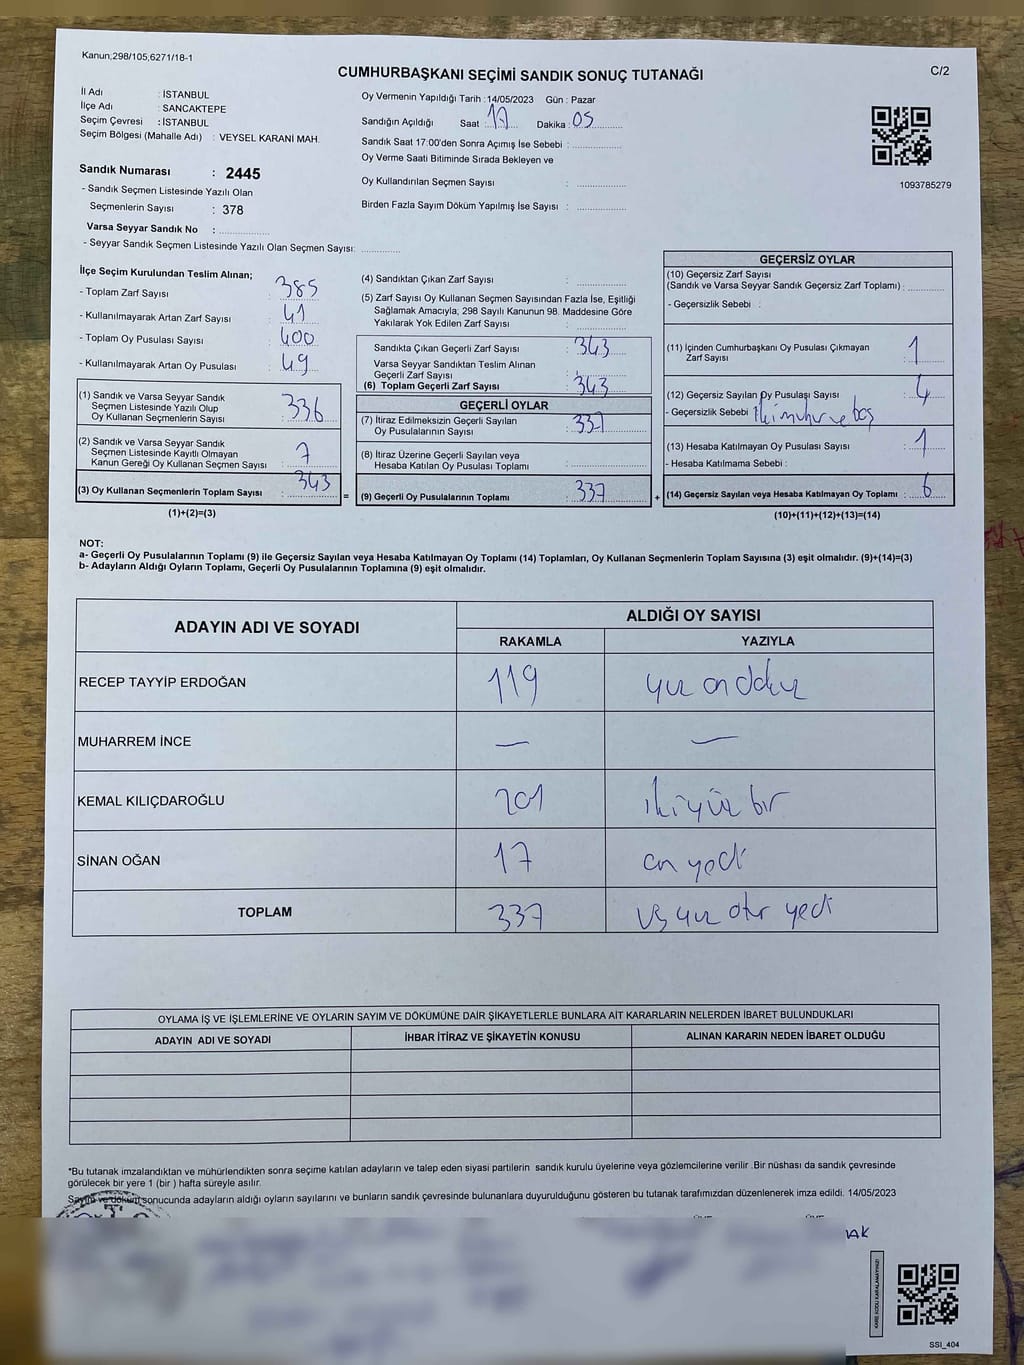 Kanun,298/105,6271/18-1
CUMHURBAŞKANI SEÇİMİ SANDIK SONUÇ TUTANAĞI
C/2
İl Adı : İSTANBUL
İlçe Adı : SANCAKTEPE
Seçim Çevresi : İSTANBUL
Seçim Bölgesi (Mahalle Adı) : VEYSEL KARANİ MAH.
Sandık Numarası : 2445
- Sandık Seçmen Listesinde Yazılı Olan
Seçmenlerin Sayısı : 378
Varsa Seyyar Sandık No :
- Seyyar Sandık Seçmen Listesinde Yazılı Olan Seçmen Sayısı:
Oy Vermenin Yapıldığı Tarih :14/05/2023 Gün : Pazar
Sandığın Açıldığı Saat : 17 Dakika : 05
Sandık Saat 17:00'den Sonra Açımış İse Sebebi :
Oy Verme Saati Bitiminde Sırada Bekleyen ve
Oy Kullandırılan Seçmen Sayısı :
Birden Fazla Sayım Döküm Yapılmış İse Sayısı :
1093785279
İlçe Seçim Kurulundan Teslim Alınan;
- Toplam Zarf Sayısı : 385
- Kullanılmayarak Artan Zarf Sayısı : 41
- Toplam Oy Pusulası Sayısı : 400
- Kullanılmayarak Artan Oy Pusulası : 49
(1) Sandık ve Varsa Seyyar Sandık
Seçmen Listesinde Yazılı Olup
Oy Kullanan Seçmenlerin Sayısı : 336
(2) Sandık ve Varsa Seyyar Sandık
Seçmen Listesinde Kayıtlı Olmayan
Kanun Gereği Oy Kullanan Seçmen Sayısı : 7
(3) Oy Kullanan Seçmenlerin Toplam Sayısı : 343 =
(1)+(2)=(3)
(4) Sandıktan Çıkan Zarf Sayısı :
(5) Zarf Sayısı Oy Kullanan Seçmen Sayısından Fazla İse, Eşitliği
Sağlamak Amacıyla; 298 Sayılı Kanunun 98. Maddesine Göre
Yakılarak Yok Edilen Zarf Sayısı :
Sandıkta Çıkan Geçerli Zarf Sayısı : 343
Varsa Seyyar Sandıktan Teslim Alınan
Geçerli Zarf Sayısı :
(6) Toplam Geçerli Zarf Sayısı : 343
GEÇERLİ OYLAR
(7) İtiraz Edilmeksizin Geçerli Sayılan
Oy Pusulalarının Sayısı : 337
(8) İtiraz Üzerine Geçerli Sayılan veya
Hesaba Katılan Oy Pusulası Toplamı :
(9) Geçerli Oy Pusulalarının Toplamı : 337 +
GEÇERSİZ OYLAR
(10) Geçersiz Zarf Sayısı
(Sandık ve Varsa Seyyar Sandık Geçersiz Zarf Toplamı) :
- Geçersizlik Sebebi :
(11) İçinden Cumhurbaşkanı Oy Pusulası Çıkmayan
Zarf Sayısı : 1
(12) Geçersiz Sayılan Oy Pusulası Sayısı : 4
- Geçersizlik Sebebi : iki mühür ve boş
(13) Hesaba Katılmayan Oy Pusulası Sayısı : 1
- Hesaba Katılmama Sebebi :
(14) Geçersiz Sayılan veya Hesaba Katılmayan Oy Toplamı : 6
(10)+(11)+(12)+(13)=(14)
NOT:
a- Geçerli Oy Pusulalarının Toplamı (9) ile Geçersiz Sayılan veya Hesaba Katılmayan Oy Toplamı (14) Toplamları, Oy Kullanan Seçmenlerin Toplam Sayısına (3) eşit olmalıdır. (9)+(14)=(3)
b- Adayların Aldığı Oyların Toplamı, Geçerli Oy Pusulalarının Toplamına (9) eşit olmalıdır.
ADAYIN ADI VE SOYADI ALDIĞI OY SAYISI
RAKAMLA YAZIYLA
RECEP TAYYİP ERDOĞAN 119 yüz on dokuz
MUHARREM İNCE — —
KEMAL KILIÇDAROĞLU 201 ikiyüz bir
SİNAN OĞAN 17 on yedi
TOPLAM 337 üç yüz otuz yedi
OYLAMA İŞ VE İŞLEMLERİNE VE OYLARIN SAYIM VE DÖKÜMÜNE DAİR ŞİKAYETLERLE BUNLARA AİT KARARLARIN NELERDEN İBARET BULUNDUKLARI
ADAYIN ADI VE SOYADI İHBAR İTİRAZ VE ŞİKAYETİN KONUSU ALINAN KARARIN NEDEN İBARET OLDUĞU
*Bu tutanak imzalandıktan ve mühürlendikten sonra seçime katılan adayların ve talep eden siyasi partilerin sandık kurulu üyelerine veya gözlemcilerine verilir .Bir nüshası da sandık çevresinde
görülecek bir yere 1 (bir ) hafta süreyle asılır.
Sayım ve döküm sonucunda adayların aldığı oyların sayılarını ve bunların sandık çevresinde bulunanlara duyurulduğunu gösteren bu tutanak tarafımızdan düzenlenerek imza edildi. 14/05/2023
KARE KODU KARALAMAYINIZ!
SSI_404